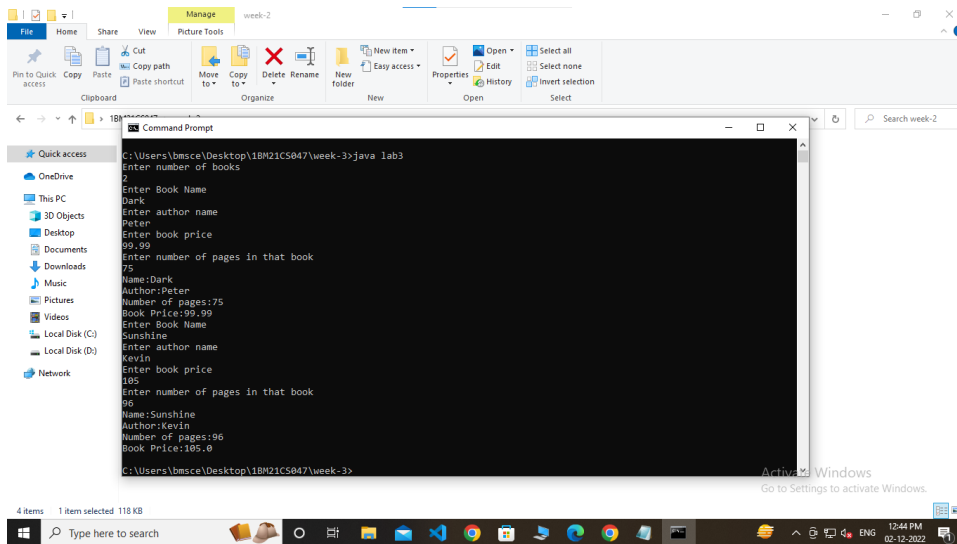 Manage
week-2
File
Home
Share
View
Picture Tools
Pin to Quick access
Copy
Paste
Cut
Copy path
Paste shortcut
Clipboard
Move to
Copy to
Delete
Rename
Organize
New folder
New item
Easy access
New
Properties
Open
Edit
History
Open
Select all
Select none
Invert selection
Select
Search week-2
Quick access
OneDrive
This PC
3D Objects
Desktop
Documents
Downloads
Music
Pictures
Videos
Local Disk (C:)
Local Disk (D:)
Network
Command Prompt
C:\Users\bmsce\Desktop\1BM21CS047\week-3>java lab3
Enter number of books
2
Enter Book Name
Dark
Enter author name
Peter
Enter book price
99.99
Enter number of pages in that book
75
Name:Dark
Author:Peter
Number of pages:75
Book Price:99.99
Enter Book Name
Sunshine
Enter author name
Kevin
Enter book price
105
Enter number of pages in that book
96
Name:Sunshine
Author:Kevin
Number of pages:96
Book Price:105.0
C:\Users\bmsce\Desktop\1BM21CS047\week-3>
Activate Windows
Go to Settings to activate Windows.
4 items
1 item selected 118 KB
Type here to search
ENG
12:44 PM
02-12-2022